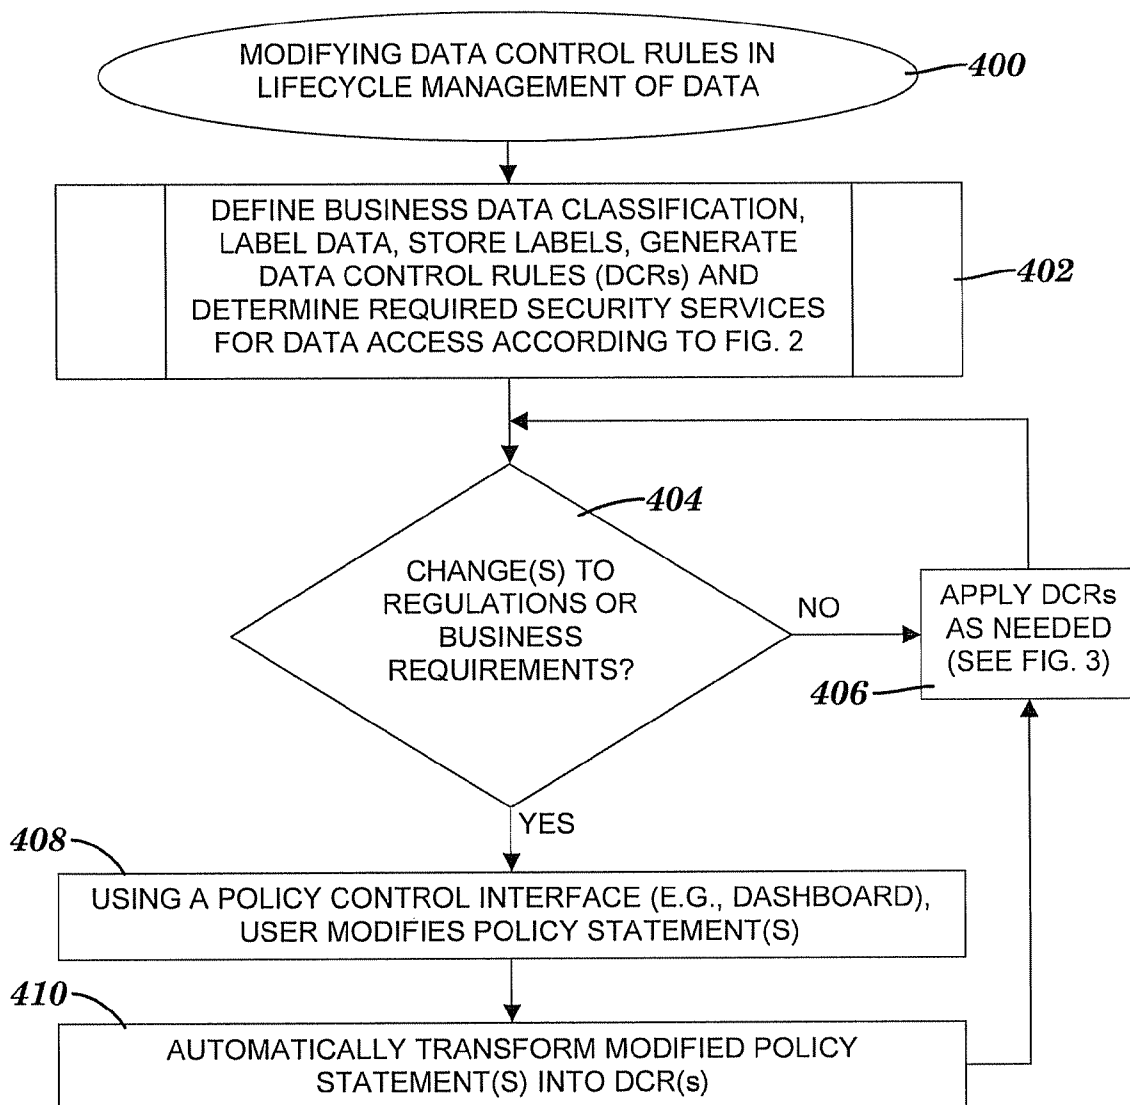 MODIFYING DATA CONTROL RULES IN
LIFECYCLE MANAGEMENT OF DATA
400
DEFINE BUSINESS DATA CLASSIFICATION,
LABEL DATA, STORE LABELS, GENERATE
DATA CONTROL RULES (DCRs) AND
DETERMINE REQUIRED SECURITY SERVICES
FOR DATA ACCESS ACCORDING TO FIG. 2
402
404
CHANGE(S) TO
REGULATIONS OR
BUSINESS
REQUIREMENTS?
NO
APPLY DCRs
AS NEEDED
(SEE FIG. 3)
406
YES
408
USING A POLICY CONTROL INTERFACE (E.G., DASHBOARD),
USER MODIFIES POLICY STATEMENT(S)
410
AUTOMATICALLY TRANSFORM MODIFIED POLICY
STATEMENT(S) INTO DCR(s)